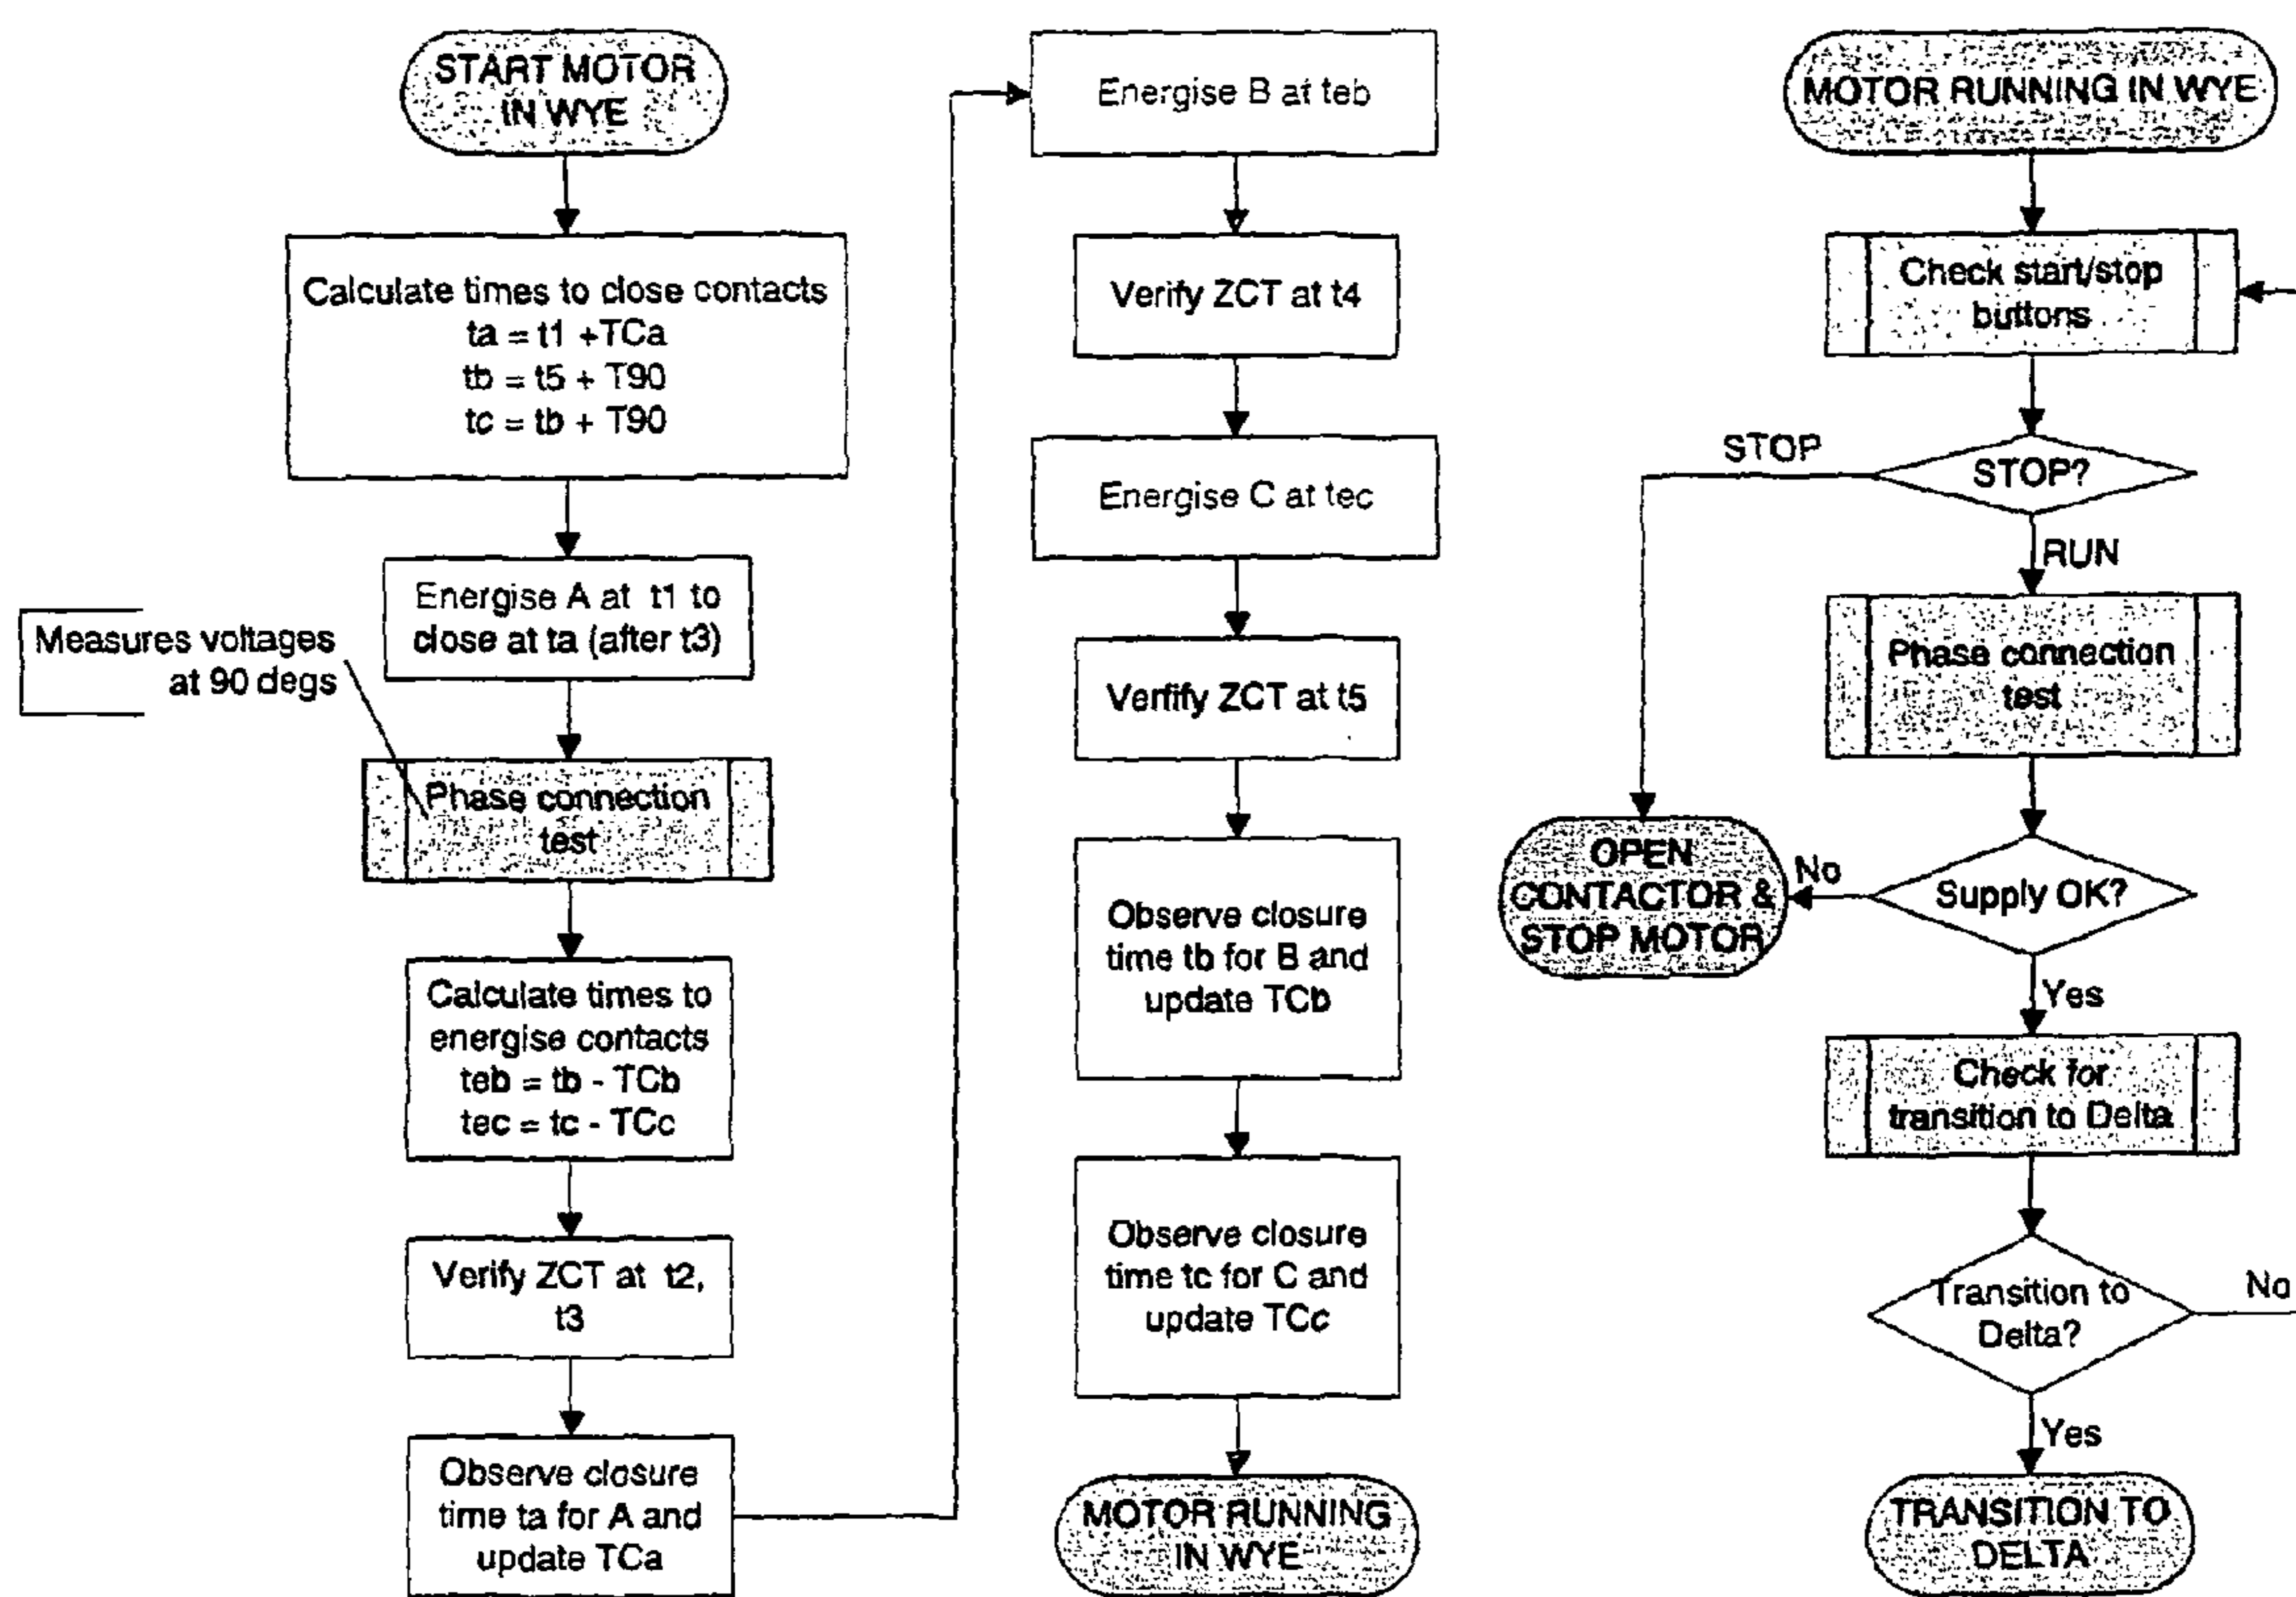 START MOTOR
IN WYE
Calculate times to close contacts
ta = t1 +TCa
tb = t5 + T90
tc = tb + T90
Energise A at t1 to
close at ta (after t3)
Measures voltages
at 90 degs
Phase connection
test
Calculate times to
energise contacts
teb = tb - TCb
tec = tc - TCc
Verify ZCT at t2,
t3
Observe closure
time ta for A and
update TCa
Energise B at teb
Verify ZCT at t4
Energise C at tec
Verfify ZCT at t5
Observe closure
time tb for B and
update TCb
Observe closure
time tc for C and
update TCc
MOTOR RUNNING
IN WYE
MOTOR RUNNING IN WYE
Check start/stop
buttons
STOP
STOP?
RUN
Phase connection
test
OPEN
CONTACTOR &
STOP MOTOR
No
Supply OK?
Yes
Check for
transition to Delta
Transition to
Delta?
No
Yes
TRANSITION TO
DELTA